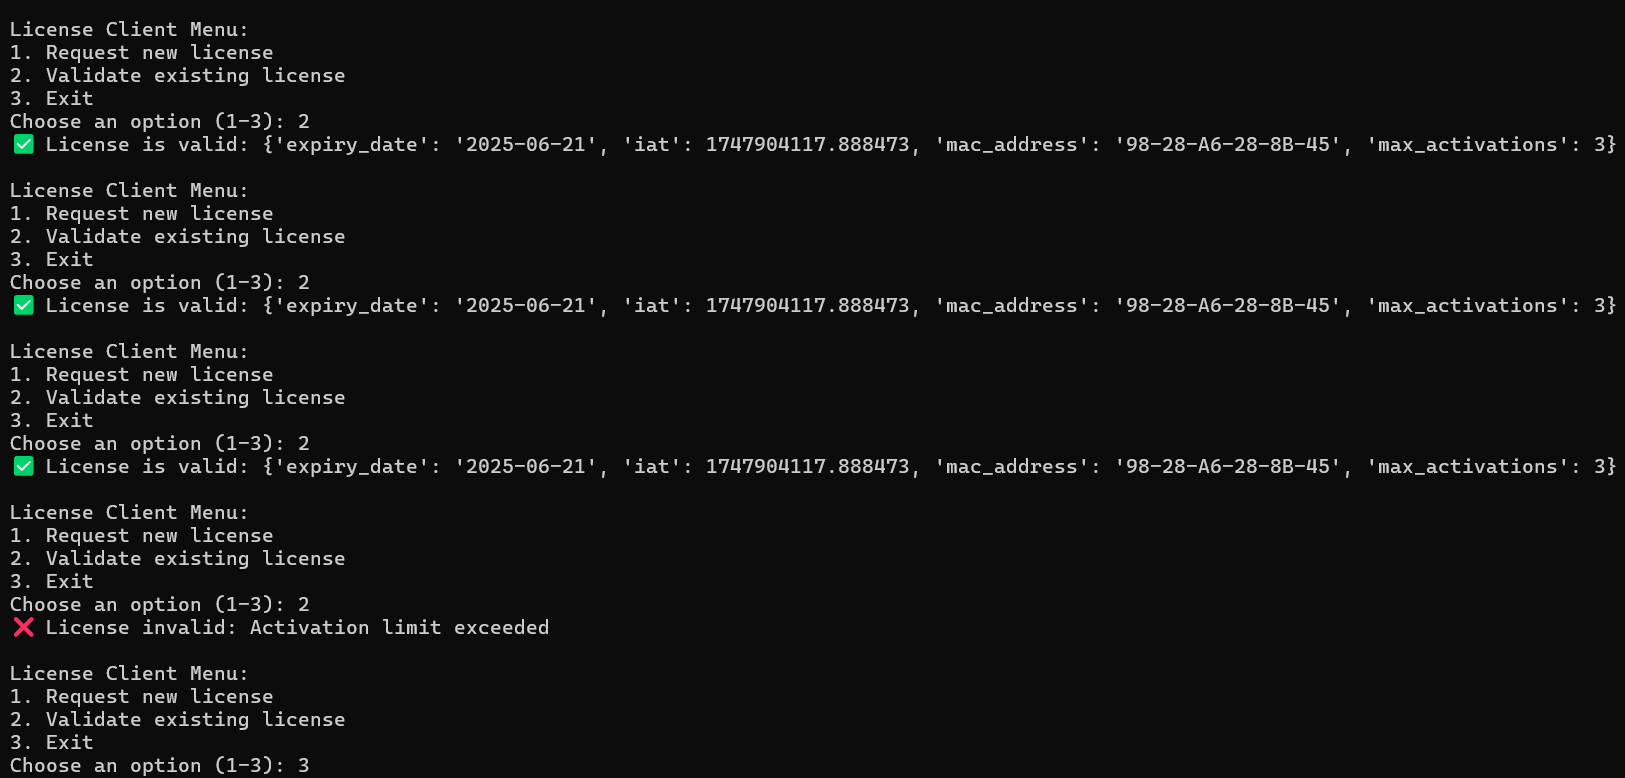 License Client Menu:
1. Request new license
2. Validate existing license
3. Exit
Choose an option (1-3): 2
✅ License is valid: {'expiry_date': '2025-06-21', 'iat': 1747904117.888473, 'mac_address': '98-28-A6-28-8B-45', 'max_activations': 3}
License Client Menu:
1. Request new license
2. Validate existing license
3. Exit
Choose an option (1-3): 2
✅ License is valid: {'expiry_date': '2025-06-21', 'iat': 1747904117.888473, 'mac_address': '98-28-A6-28-8B-45', 'max_activations': 3}
License Client Menu:
1. Request new license
2. Validate existing license
3. Exit
Choose an option (1-3): 2
✅ License is valid: {'expiry_date': '2025-06-21', 'iat': 1747904117.888473, 'mac_address': '98-28-A6-28-8B-45', 'max_activations': 3}
License Client Menu:
1. Request new license
2. Validate existing license
3. Exit
Choose an option (1-3): 2
❌ License invalid: Activation limit exceeded
License Client Menu:
1. Request new license
2. Validate existing license
3. Exit
Choose an option (1-3): 3